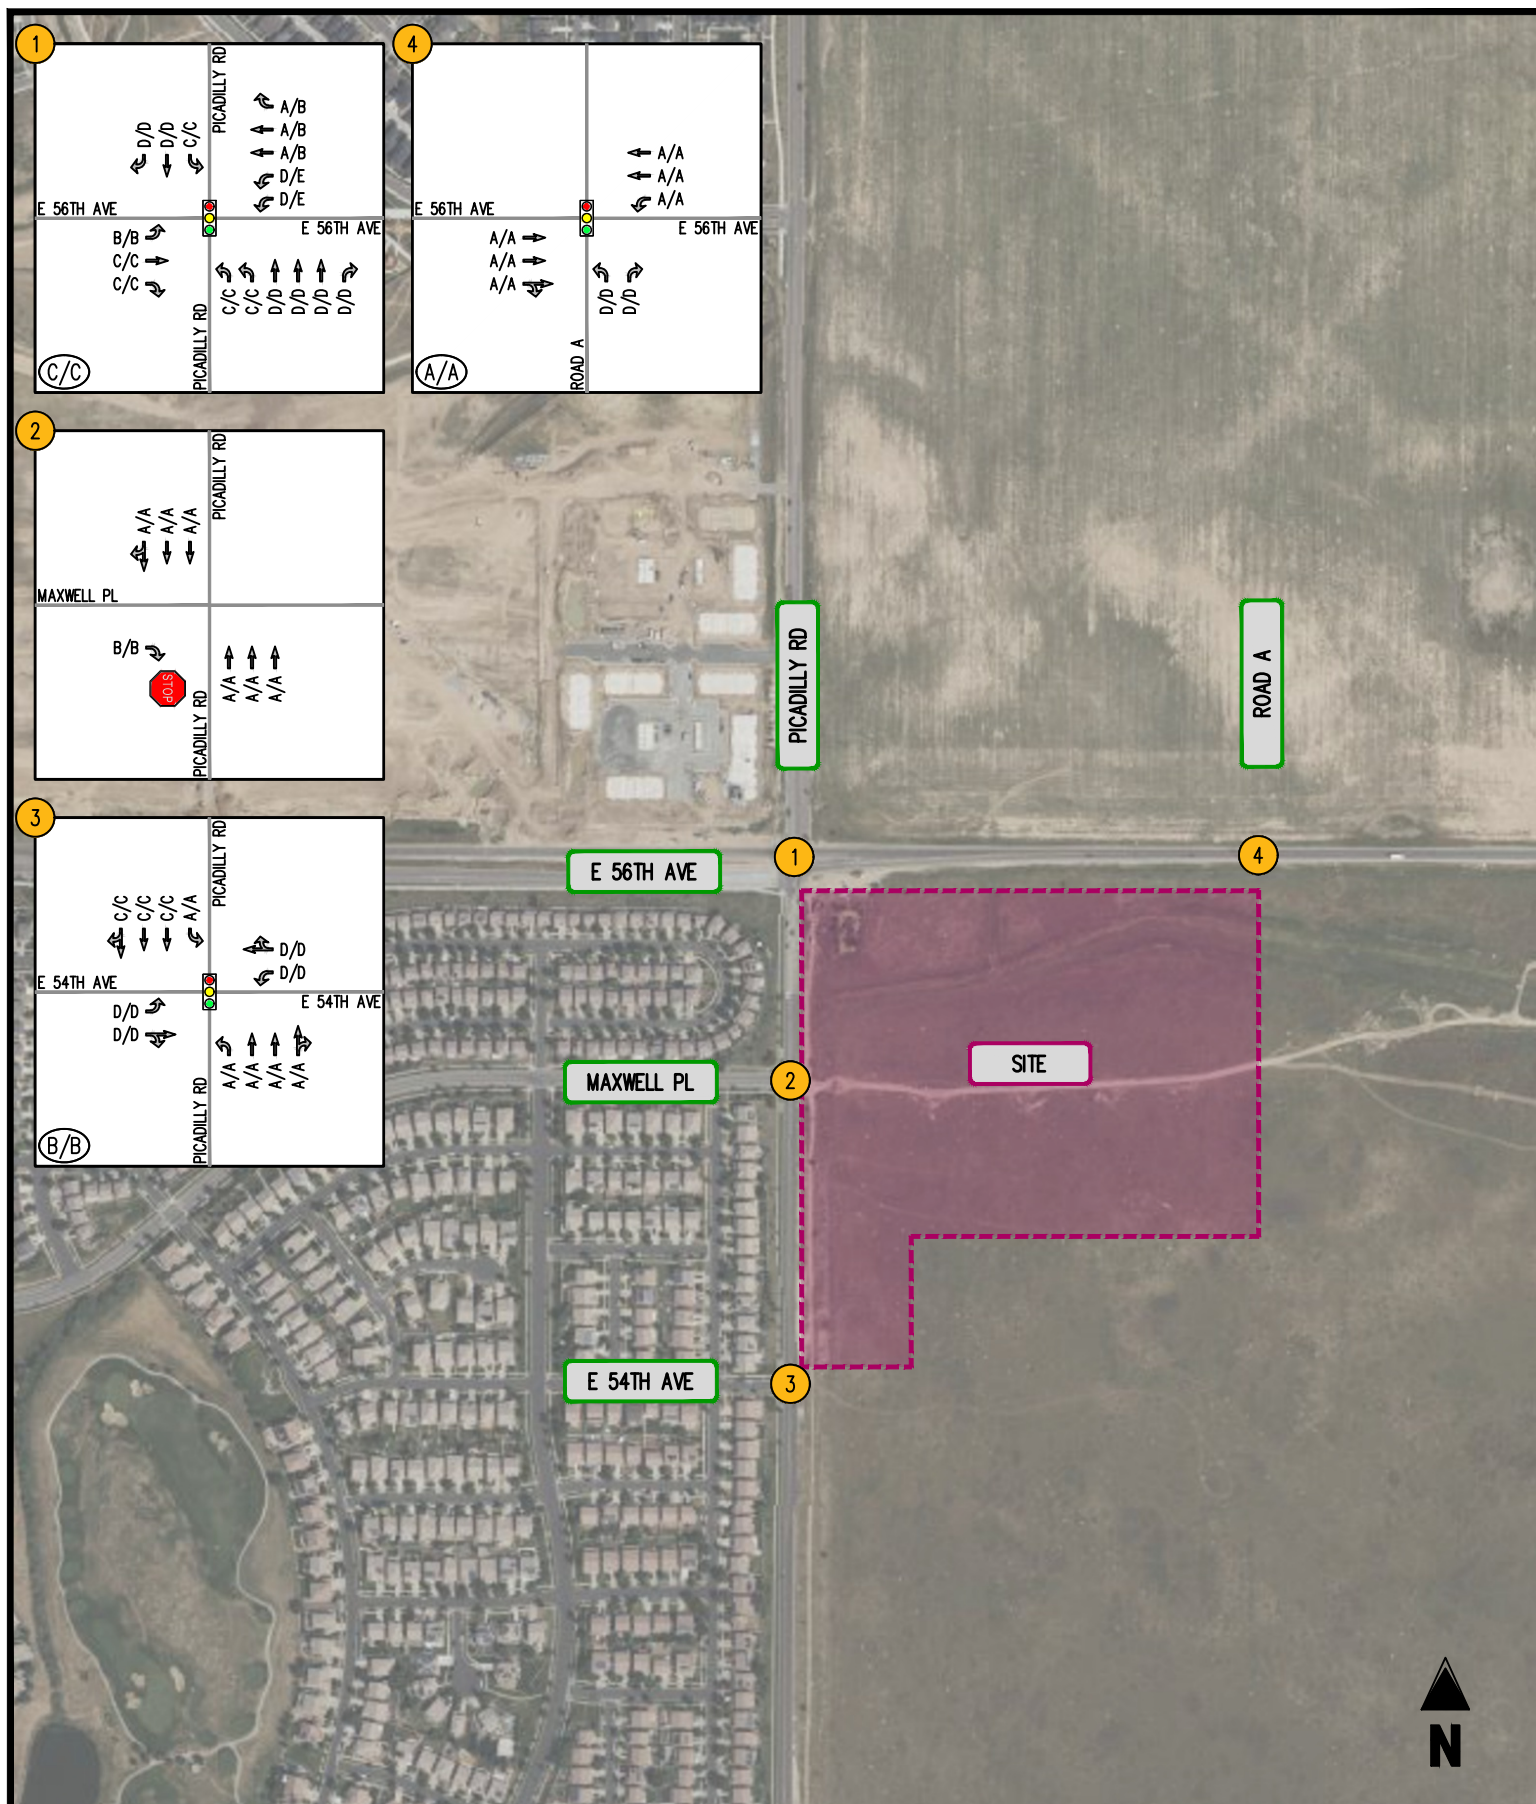 1
PICADILLY RD
D/D
D/D
C/C
A/B
A/B
A/B
D/E
D/E
E 56TH AVE
E 56TH AVE
B/B
C/C
C/C
C/C
C/C
D/D
D/D
D/D
D/D
PICADILLY RD
C/C
4
A/A
A/A
A/A
E 56TH AVE
E 56TH AVE
A/A
A/A
A/A
D/D
D/D
ROAD A
A/A
2
PICADILLY RD
A/A
A/A
A/A
MAXWELL PL
B/B
STOP
A/A
A/A
A/A
PICADILLY RD
3
PICADILLY RD
C/C
C/C
C/C
A/A
D/D
D/D
E 54TH AVE
E 54TH AVE
D/D
D/D
A/A
A/A
A/A
A/A
PICADILLY RD
B/B
PICADILLY RD
ROAD A
E 56TH AVE
1
4
MAXWELL PL
2
SITE
E 54TH AVE
3
N